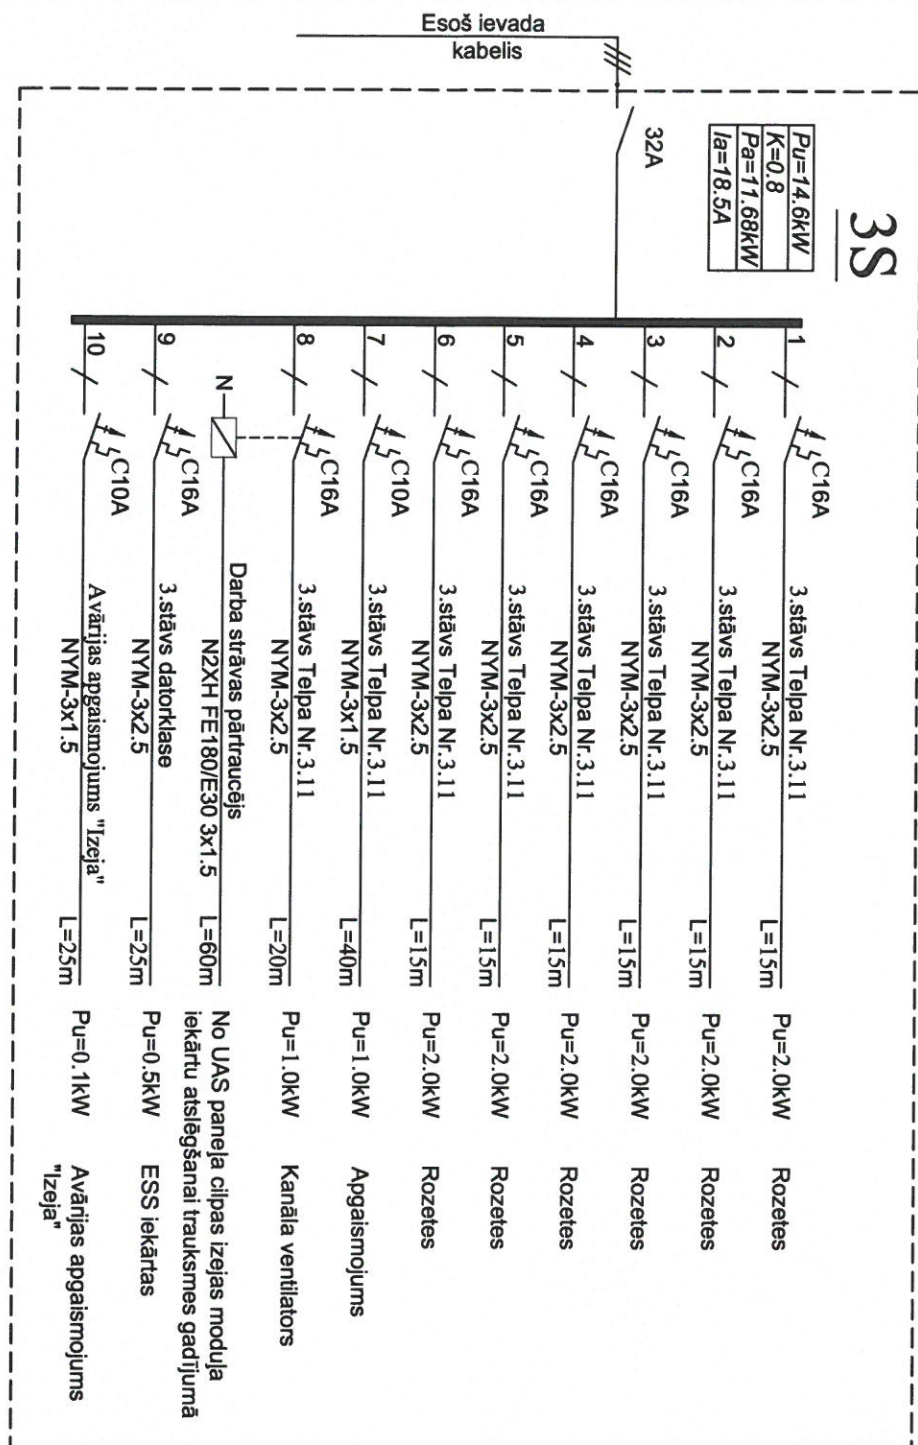 Esoš ievada
kabelis
3S
Pu=14.6kW
K=0.8
Pa=11.68kW
Ia=18.5A
32A
1
C16A
3.stāvs Telpa Nr.3.11
NYM-3x2.5
L=15m
Pu=2.0kW
Rozetes
2
C16A
3.stāvs Telpa Nr.3.11
NYM-3x2.5
L=15m
Pu=2.0kW
Rozetes
3
C16A
3.stāvs Telpa Nr.3.11
NYM-3x2.5
L=15m
Pu=2.0kW
Rozetes
4
C16A
3.stāvs Telpa Nr.3.11
NYM-3x2.5
L=15m
Pu=2.0kW
Rozetes
5
C16A
3.stāvs Telpa Nr.3.11
NYM-3x2.5
L=15m
Pu=2.0kW
Rozetes
6
C16A
3.stāvs Telpa Nr.3.11
NYM-3x2.5
L=15m
Pu=2.0kW
Rozetes
7
C10A
3.stāvs Telpa Nr.3.11
NYM-3x1.5
L=40m
Pu=1.0kW
Apgaismojums
8
C16A
3.stāvs Telpa Nr.3.11
NYM-3x2.5
L=20m
Pu=1.0kW
Kanāla ventilators
N
Darba strāvas pārtraucējs
N2XH FE180/E30 3x1.5
L=60m
No UAS paneļa cilpas izejas moduļa
iekārtu atslēgšanai trauksmes gadījumā
9
C16A
3.stāvs datorklase
NYM-3x2.5
L=25m
Pu=0.5kW
ESS iekārtas
10
C10A
Avārijas apgaismojums "Izeja"
NYM-3x1.5
L=25m
Pu=0.1kW
Avārijas apgaismojums
"Izeja"